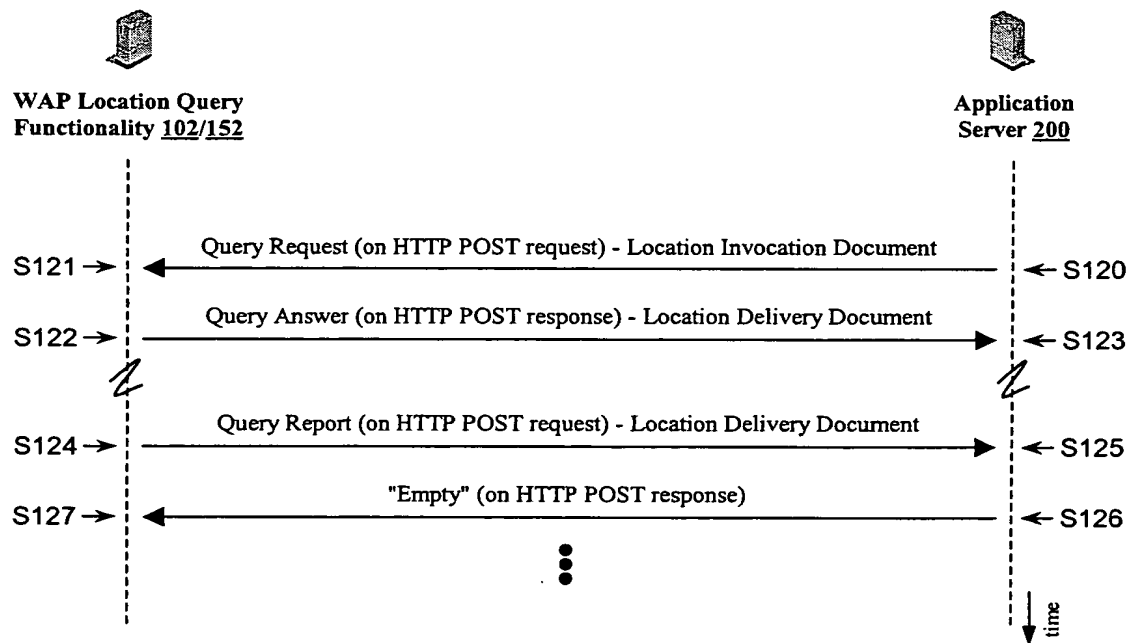 WAP Location Query
Functionality 102/152
Application
Server 200
Query Request (on HTTP POST request) - Location Invocation Document
S121
S120
Query Answer (on HTTP POST response) - Location Delivery Document
S122
S123
Query Report (on HTTP POST request) - Location Delivery Document
S124
S125
"Empty" (on HTTP POST response)
S127
S126
time